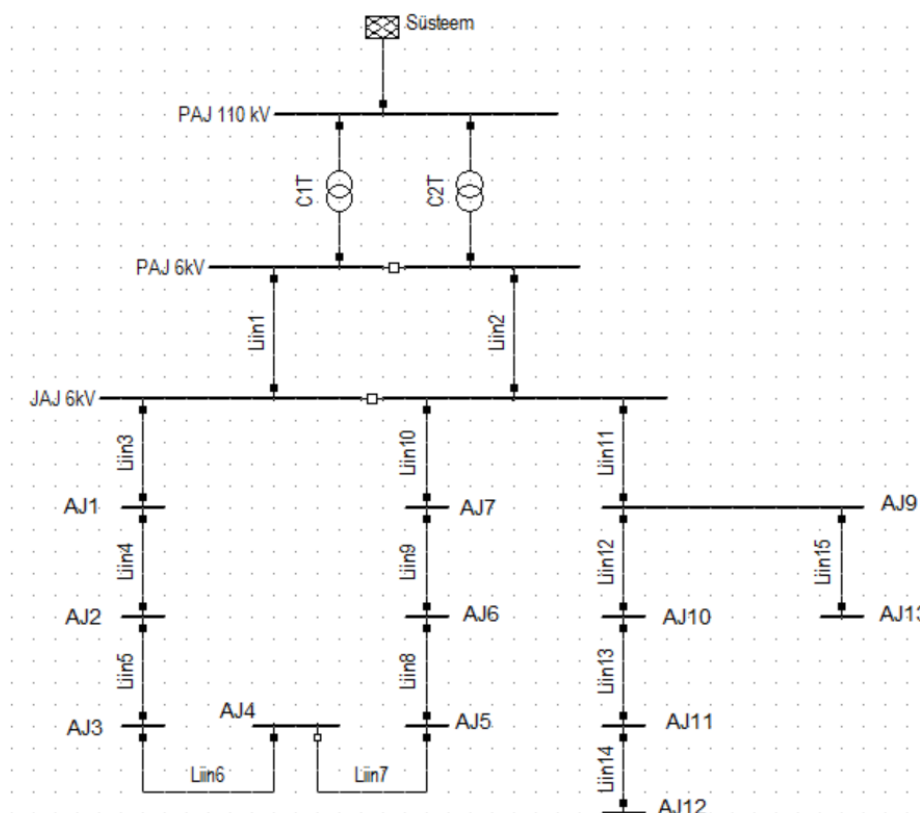 Süsteem
PAJ 110 kV
C1T
C2T
PAJ 6kV
Liin1
Liin2
JAJ 6kV
Liin3
Liin10
Liin11
AJ1
AJ7
AJ9
Liin4
Liin9
Liin12
Liin15
AJ2
AJ6
AJ10
AJ13
Liin5
Liin8
Liin13
AJ3
AJ4
AJ5
AJ11
Liin6
Liin7
Liin14
AJ12